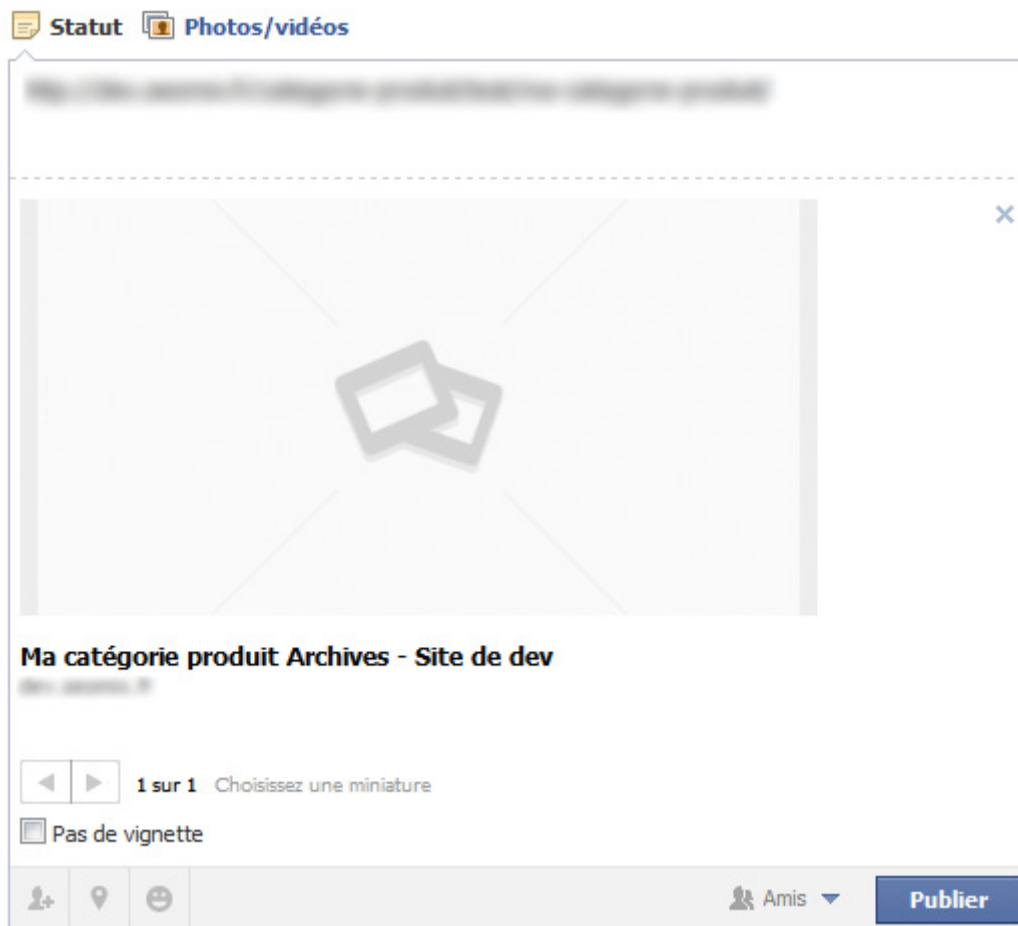 Statut Photos/vidéos
Ma catégorie produit Archives - Site de dev
1 sur 1 Choisissez une miniature
Pas de vignette
Amis Publier